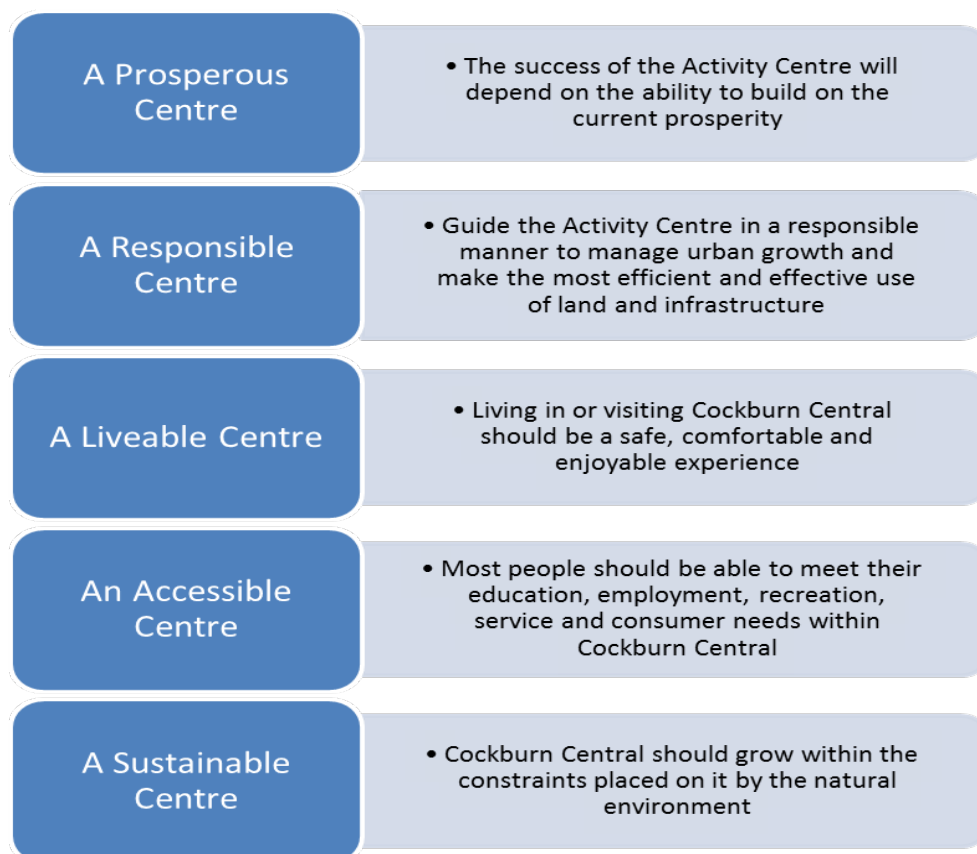 A Prosperous
Centre
• The success of the Activity Centre will
depend on the ability to build on the
current prosperity
A Responsible
Centre
• Guide the Activity Centre in a responsible
manner to manage urban growth and
make the most efficient and effective use
of land and infrastructure
A Liveable Centre
• Living in or visiting Cockburn Central
should be a safe, comfortable and
enjoyable experience
An Accessible
Centre
• Most people should be able to meet their
education, employment, recreation,
service and consumer needs within
Cockburn Central
A Sustainable
Centre
• Cockburn Central should grow within the
constraints placed on it by the natural
environment